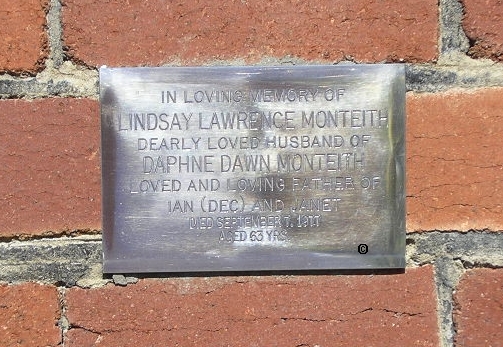 IN LOVING MEMORY OF
LINDSAY LAWRENCE MONTEITH
DEARLY LOVED HUSBAND OF
DAPHNE DAWN MONTEITH
LOVED AND LOVING FATHER OF
IAN (DEC) AND JANET
DIED SEPTEMBER 7, 1977
AGED 63 YRS.
©